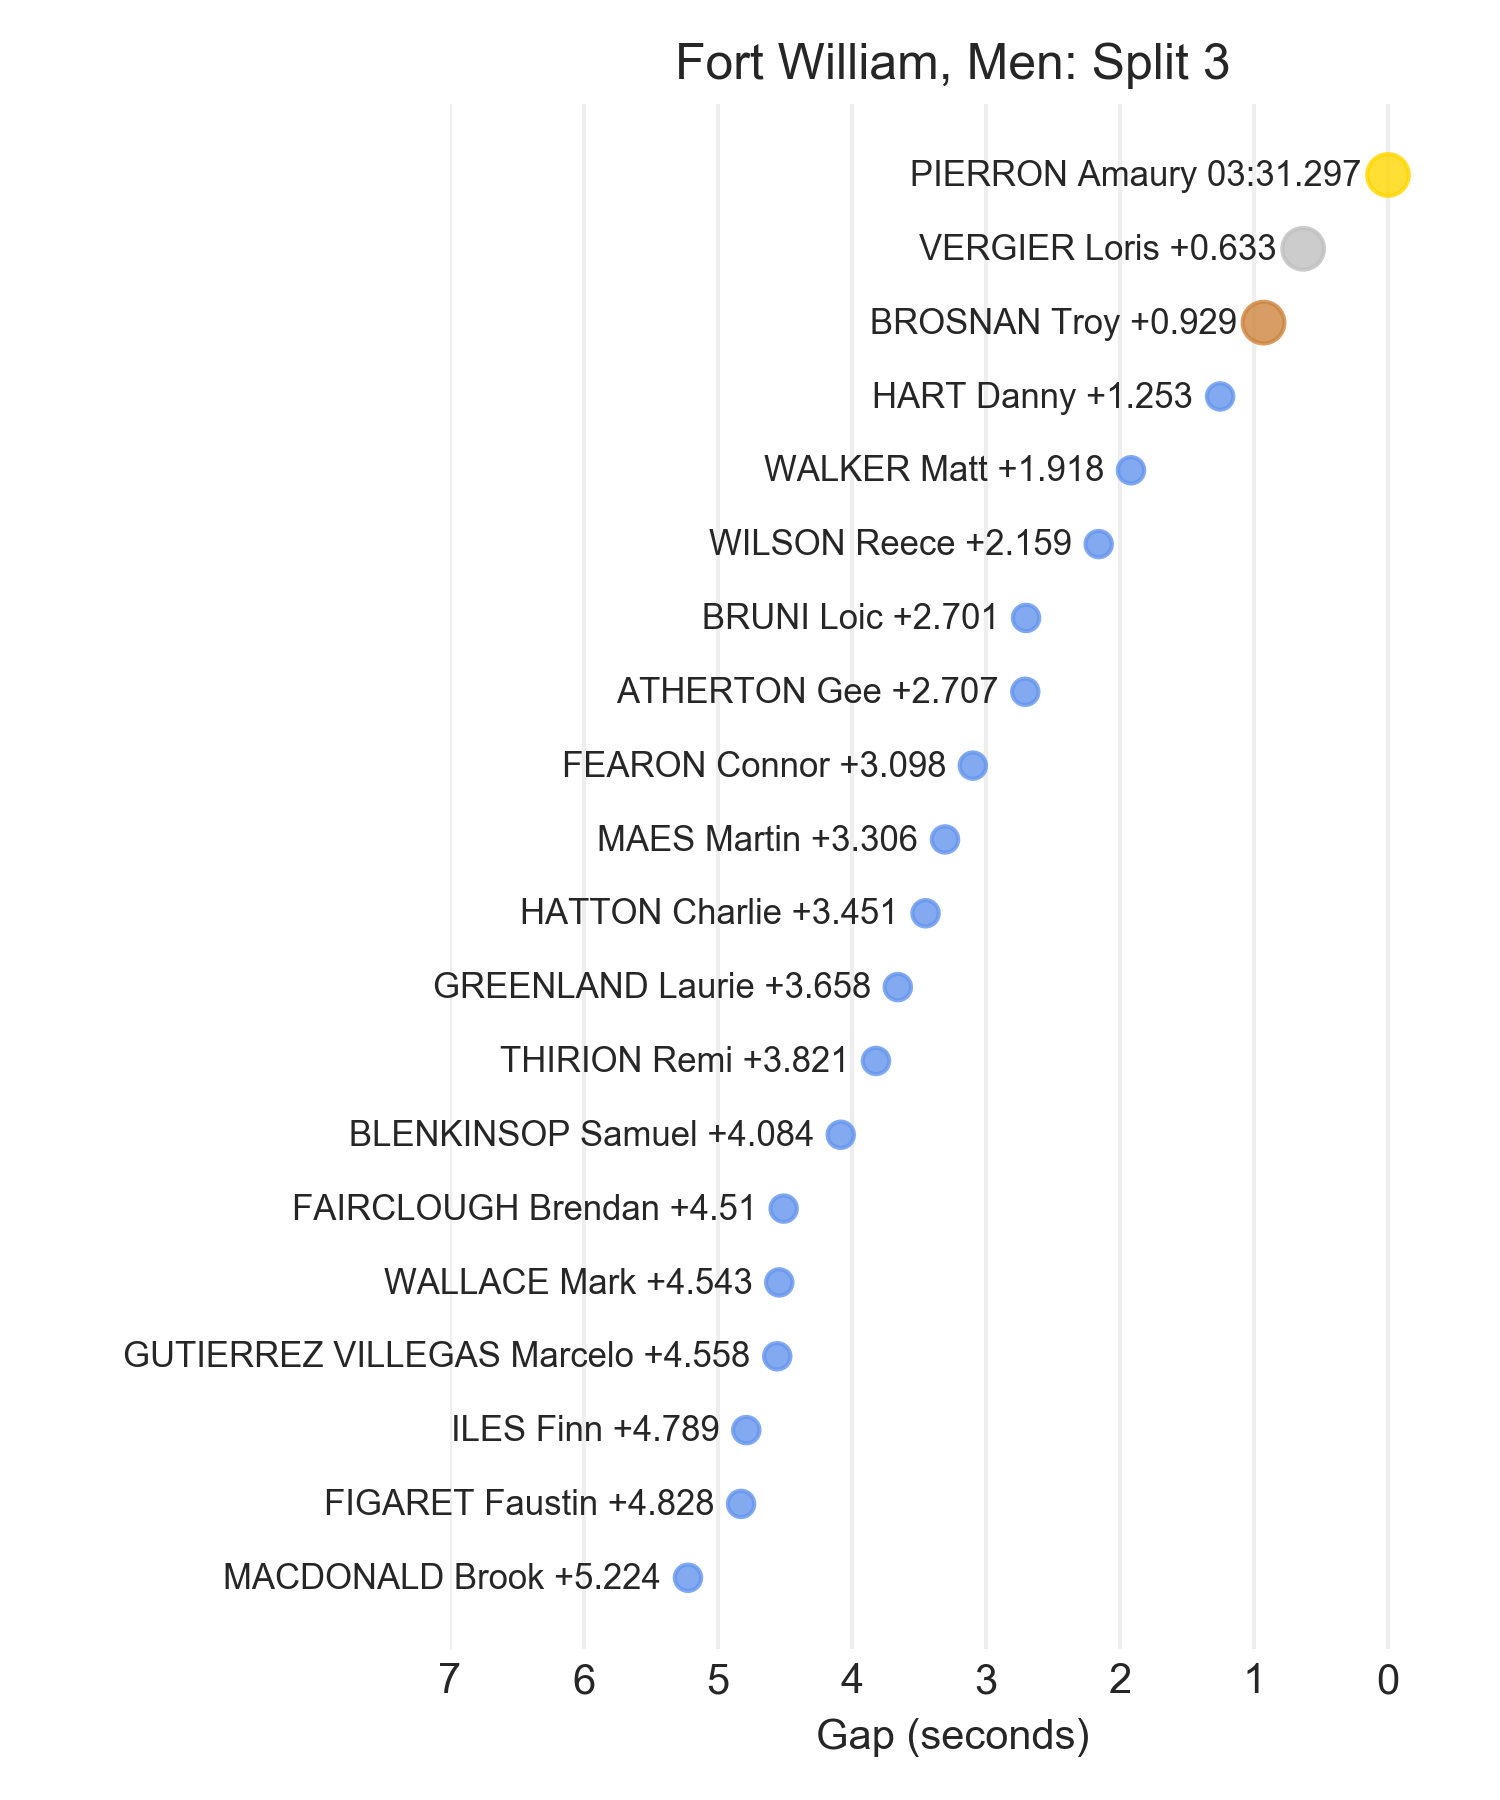 Fort William, Men: Split 3
PIERRON Amaury 03:31.297
VERGIER Loris +0.633
BROSNAN Troy +0.929
HART Danny +1.253
WALKER Matt +1.918
WILSON Reece +2.159
BRUNI Loic +2.701
ATHERTON Gee +2.707
FEARON Connor +3.098
MAES Martin +3.306
HATTON Charlie +3.451
GREENLAND Laurie +3.658
THIRION Remi +3.821
BLENKINSOP Samuel +4.084
FAIRCLOUGH Brendan +4.51
WALLACE Mark +4.543
GUTIERREZ VILLEGAS Marcelo +4.558
ILES Finn +4.789
FIGARET Faustin +4.828
MACDONALD Brook +5.224
7 6 5 4 3 2 1 0
Gap (seconds)